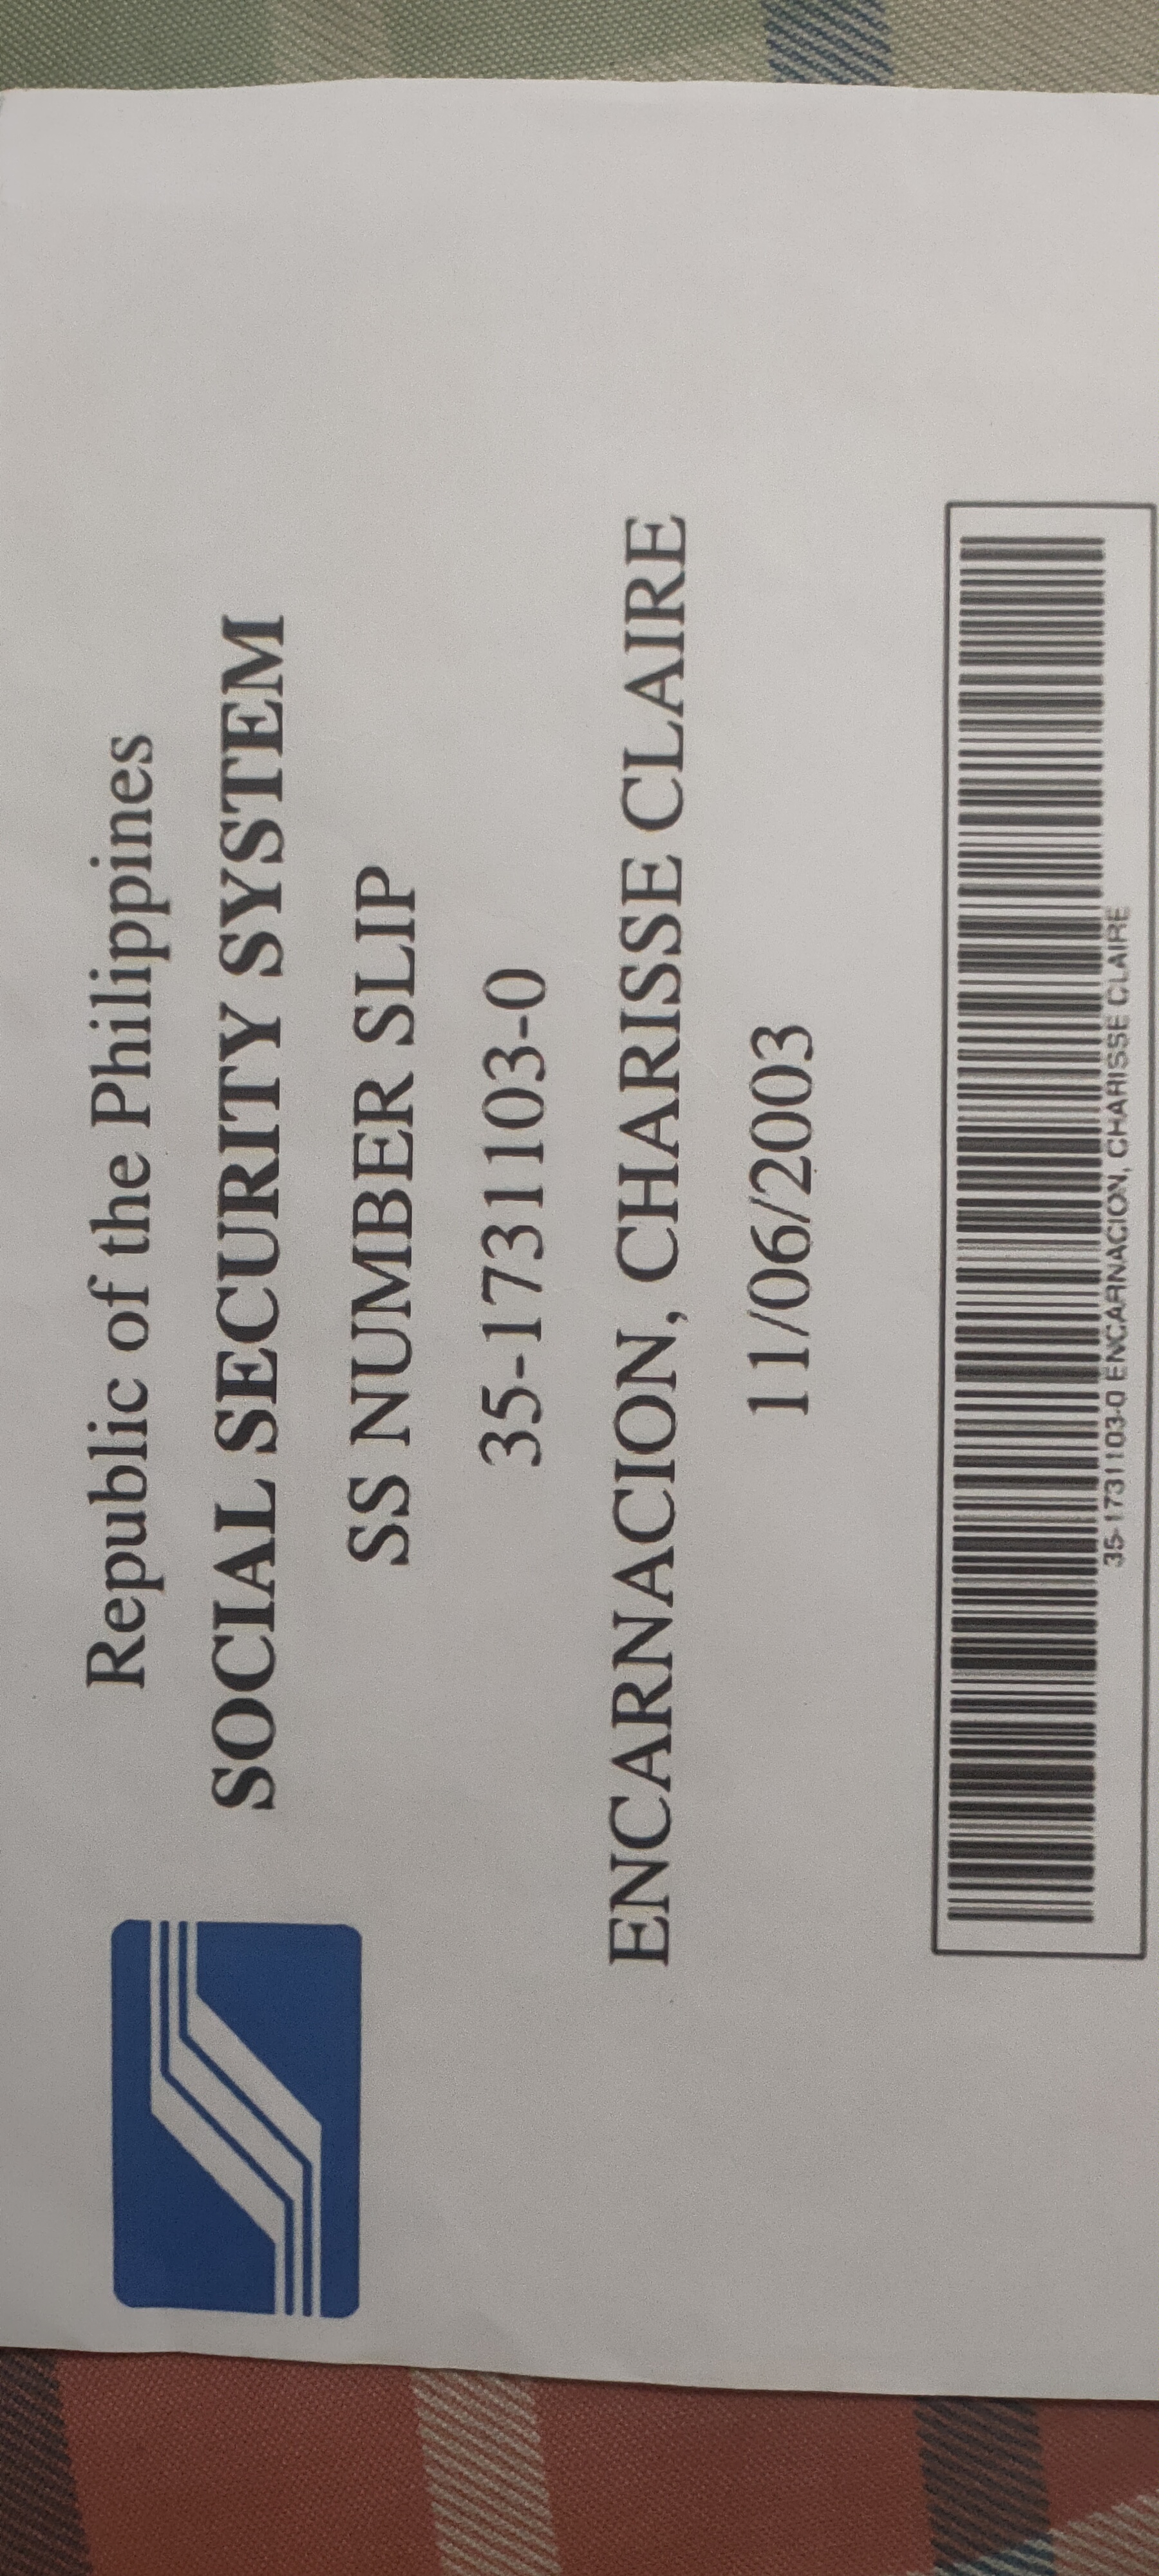 Republic of the Philippines
SOCIAL SECURITY SYSTEM
SS NUMBER SLIP
35-1731103-0
ENCARNACION, CHARISSE CLAIRE
11/06/2003
35-1731103-0 ENCARNACION, CHARISSE CLAIRE